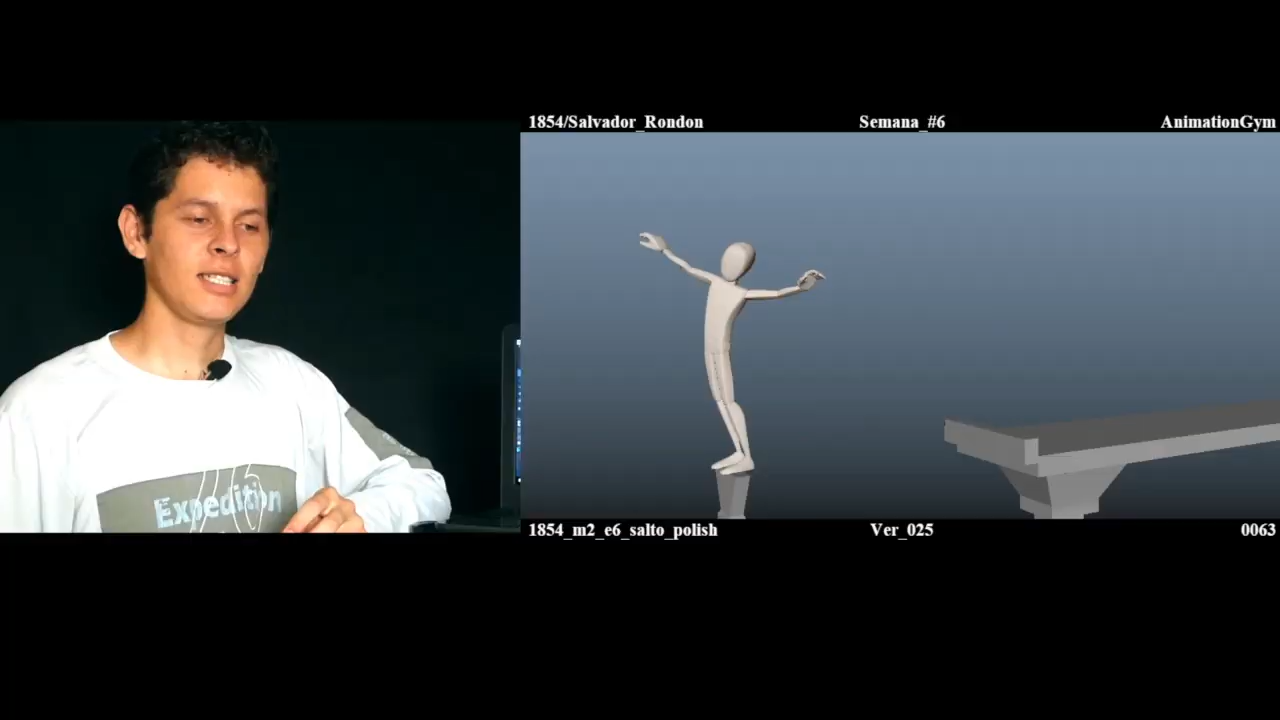 1854/Salvador_Rondon Semana_#6 AnimationGym
Expedition
1854_m2_e6_salto_polish Ver_025 0063